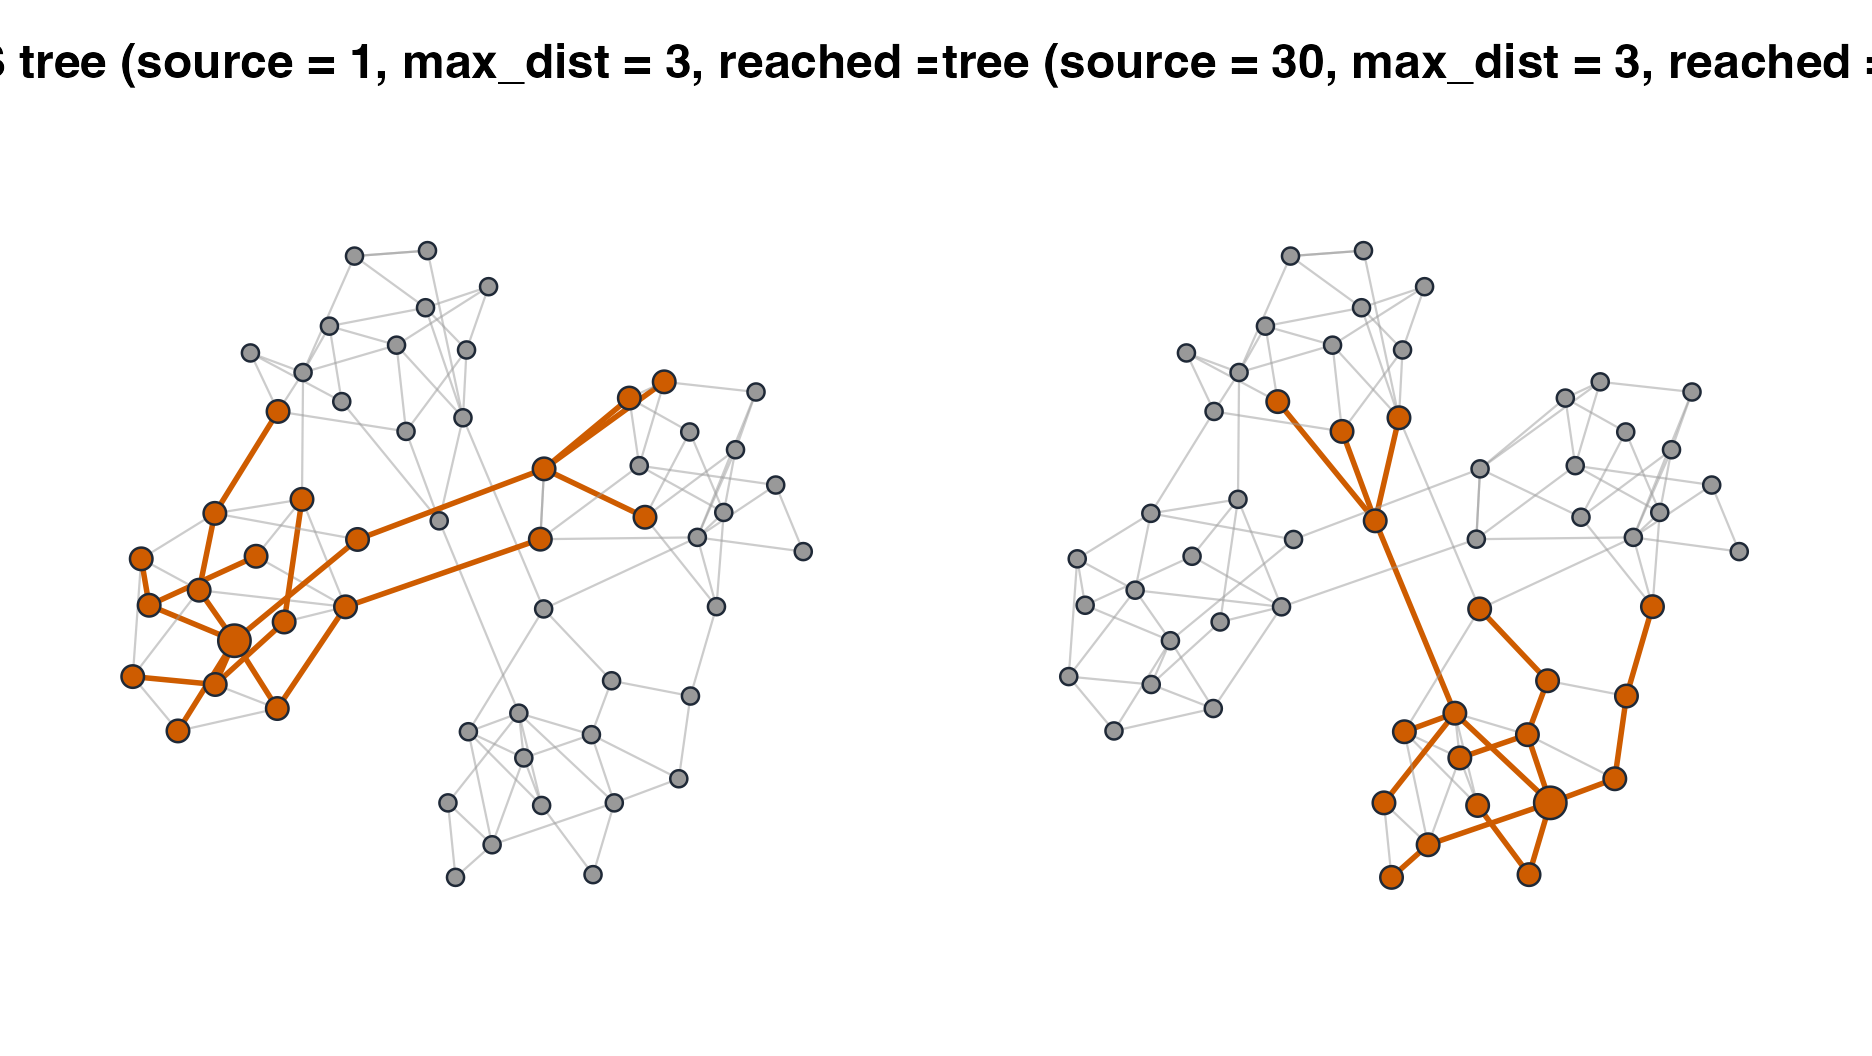 tree (source = 1, max_dist = 3, reached =
tree (source = 30, max_dist = 3, reached =